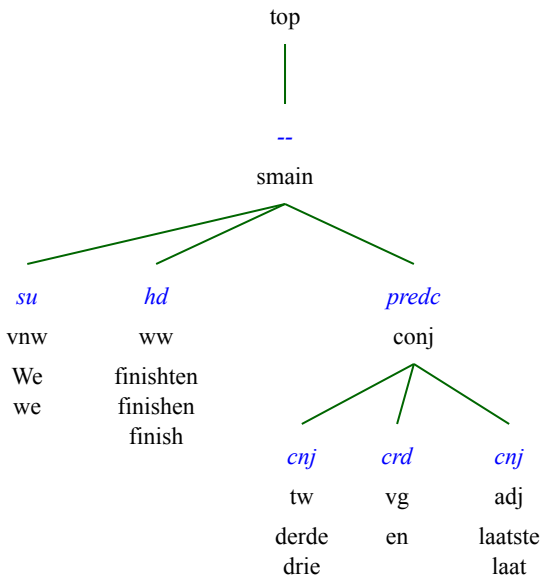 top
--
smain
su hd predc
vnw ww conj
We finishten
we finishen
finish
cnj crd cnj
tw vg adj
derde en laatste
drie laat